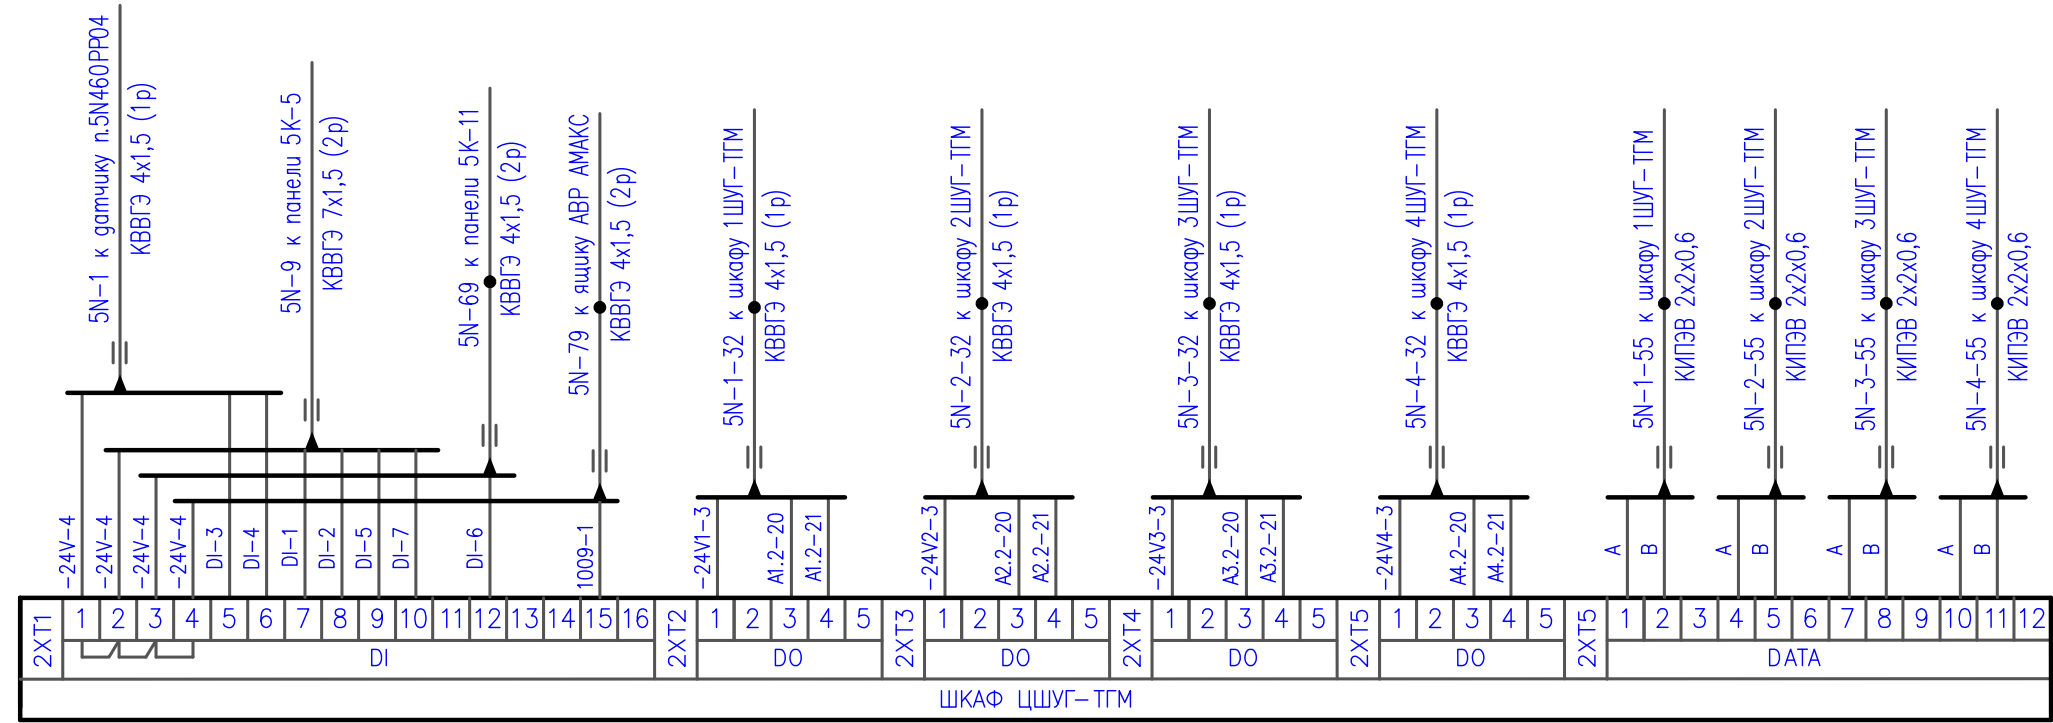 5N-1 к датчику п.5N460РР04
КВВГЭ 4х1,5 (1р)
5N-9 к панели 5К-5
КВВГЭ 7х1,5 (2р)
5N-69 к панели 5К-11
КВВГЭ 4х1,5 (2р)
5N-79 к ящику АВР АМАКС
КВВГЭ 4х1,5 (2р)
5N-1-32 к шкафу 1ШУГ-ТГМ
КВВГЭ 4х1,5 (1р)
5N-2-32 к шкафу 2ШУГ-ТГМ
КВВГЭ 4х1,5 (1р)
5N-3-32 к шкафу 3ШУГ-ТГМ
КВВГЭ 4х1,5 (1р)
5N-4-32 к шкафу 4ШУГ-ТГМ
КВВГЭ 4х1,5 (1р)
5N-1-55 к шкафу 1ШУГ-ТГМ
КИПЭВ 2х2х0,6
5N-2-55 к шкафу 2ШУГ-ТГМ
КИПЭВ 2х2х0,6
5N-3-55 к шкафу 3ШУГ-ТГМ
КИПЭВ 2х2х0,6
5N-4-55 к шкафу 4ШУГ-ТГМ
КИПЭВ 2х2х0,6
-24V-4
-24V-4
-24V-4
-24V-4
DI-3
DI-4
DI-1
DI-2
DI-5
DI-7
DI-6
1009-1
-24V1-3
A1.2-20
A1.2-21
-24V2-3
A2.2-20
A2.2-21
-24V3-3
A3.2-20
A3.2-21
-24V4-3
A4.2-20
A4.2-21
A
B
A
B
A
B
A
B
2XT1
1 2 3 4 5 6 7 8 9 10 11 12 13 14 15 16
DI
2XT2
1 2 3 4 5
DO
2XT3
1 2 3 4 5
DO
2XT4
1 2 3 4 5
DO
2XT5
1 2 3 4 5
DO
2XT5
1 2 3 4 5 6 7 8 9 10 11 12
DATA
ШКАФ ЦШУГ-ТГМ